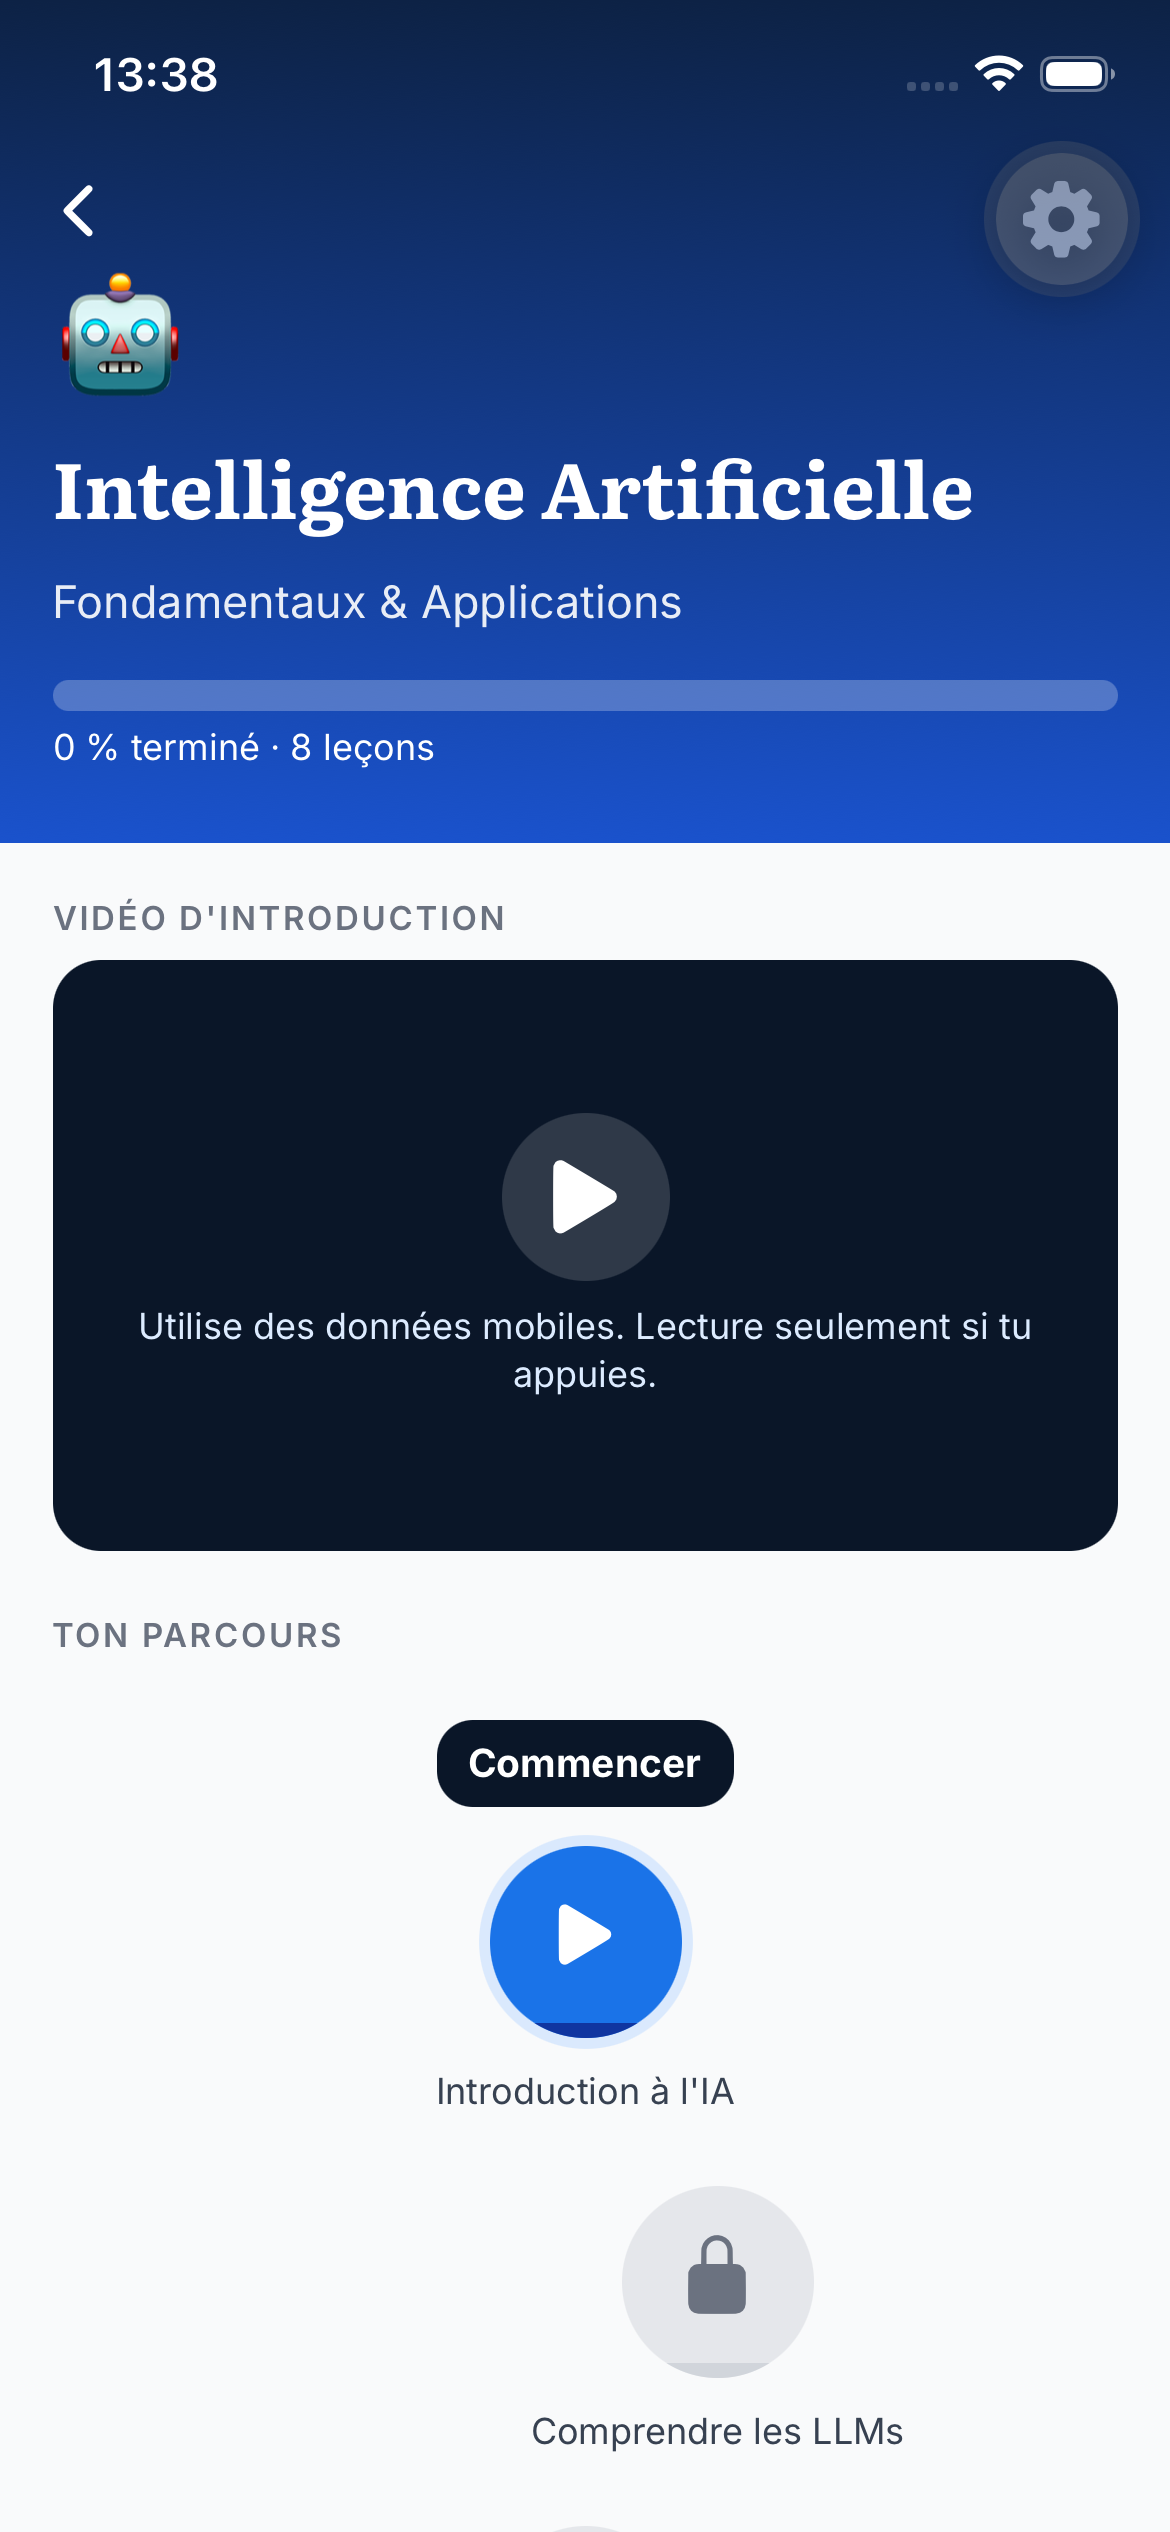 13:38
Intelligence Artificielle
Fondamentaux & Applications
0 % terminé · 8 leçons
VIDÉO D'INTRODUCTION
Utilise des données mobiles. Lecture seulement si tu
appuies.
TON PARCOURS
Commencer
Introduction à l'IA
Comprendre les LLMs